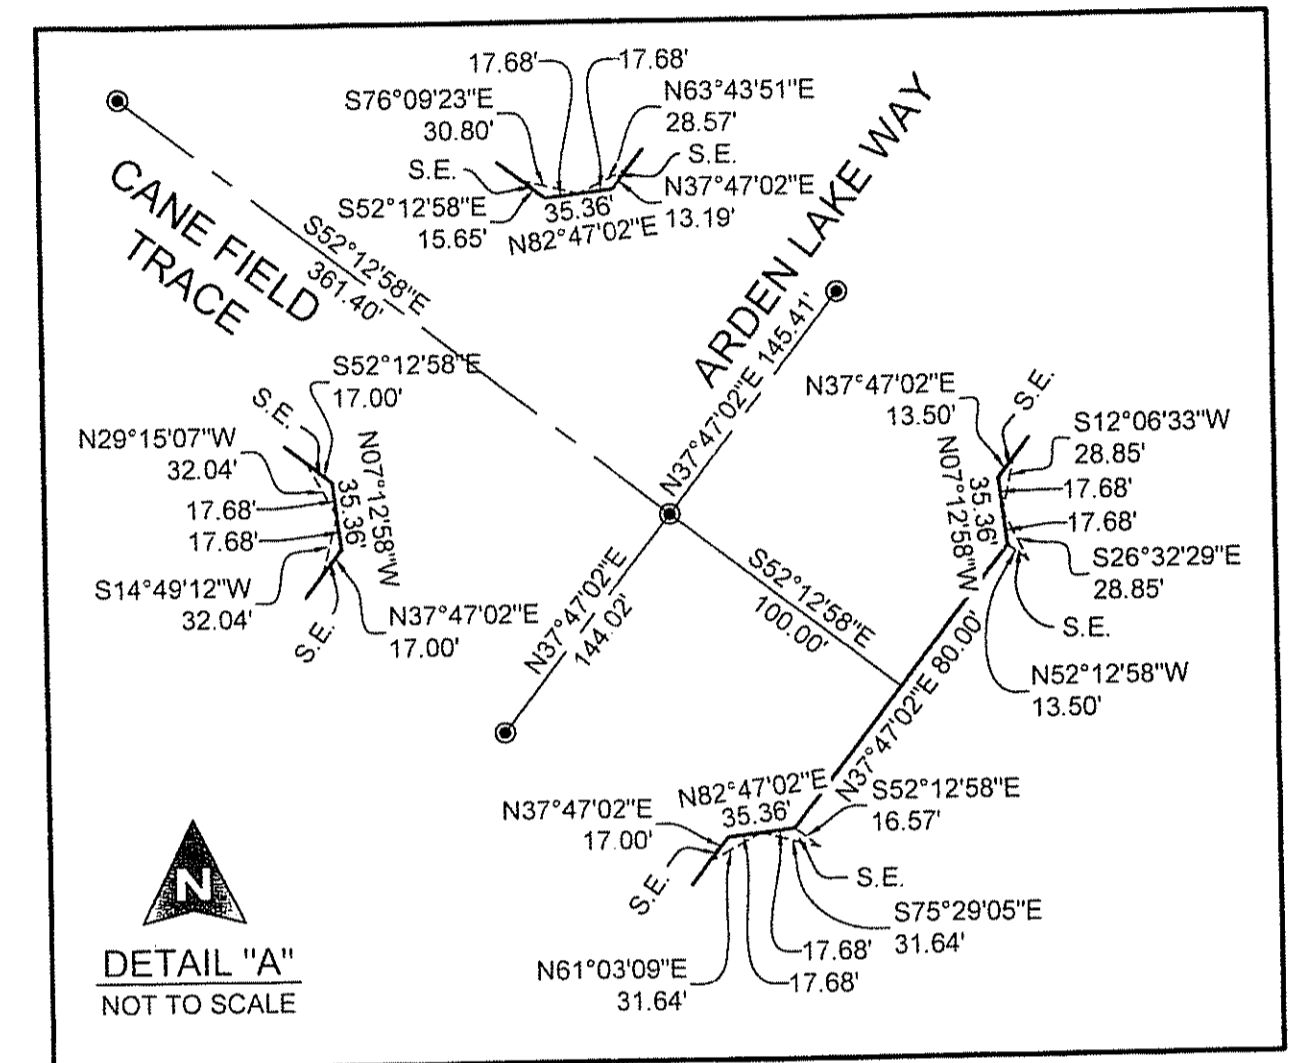 17.68'
17.68'
S76°09'23"E
30.80'
N63°43'51"E
28.57'
S.E.
S.E.
S52°12'58"E
15.65'
35.36'
N82°47'02"E
N37°47'02"E
13.19'
CANE FIELD
TRACE
S52°12'58"E
361.40'
ARDEN LAKE WAY
N37°47'02"E 145.41'
S52°12'58"E
17.00'
S.E.
N29°15'07"W
32.04'
17.68'
17.68'
N07°12'58"W
35.36'
S14°49'12"W
32.04'
S.E.
N37°47'02"E
17.00'
N37°47'02"E
13.50'
S.E.
S12°06'33"W
28.85'
N07°12'58"W
35.36'
17.68'
17.68'
S26°32'29"E
28.85'
S.E.
N52°12'58"W
13.50'
S52°12'58"E
100.00'
N37°47'02"E
144.02'
N37°47'02"E 80.00'
N37°47'02"E
17.00'
N82°47'02"E
35.36'
S52°12'58"E
16.57'
S.E.
S.E.
S75°29'05"E
31.64'
N61°03'09"E
31.64'
17.68'
17.68'
N
DETAIL "A"
NOT TO SCALE